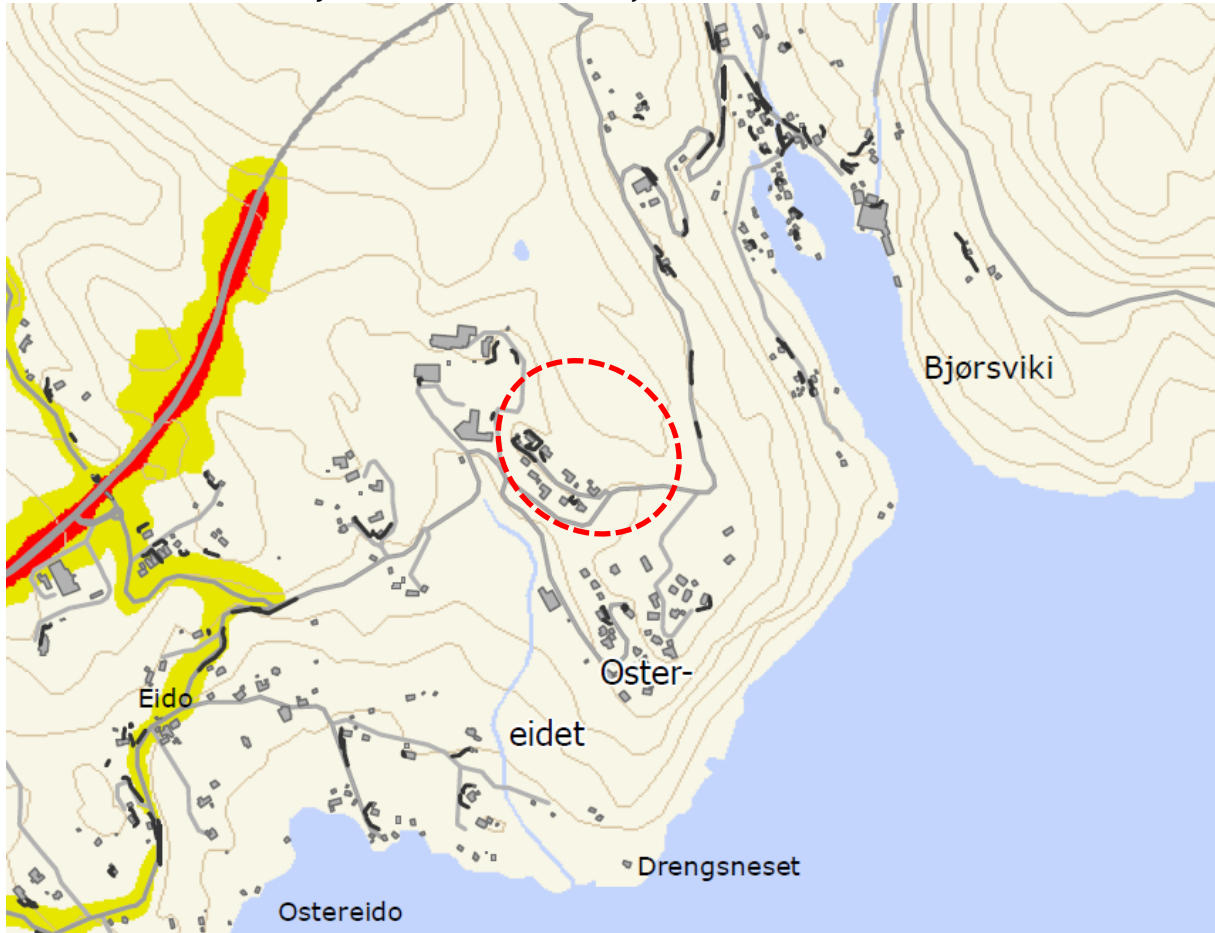 Bjørsviki
Oster-
eidet
Eido
Drengsneset
Ostereido